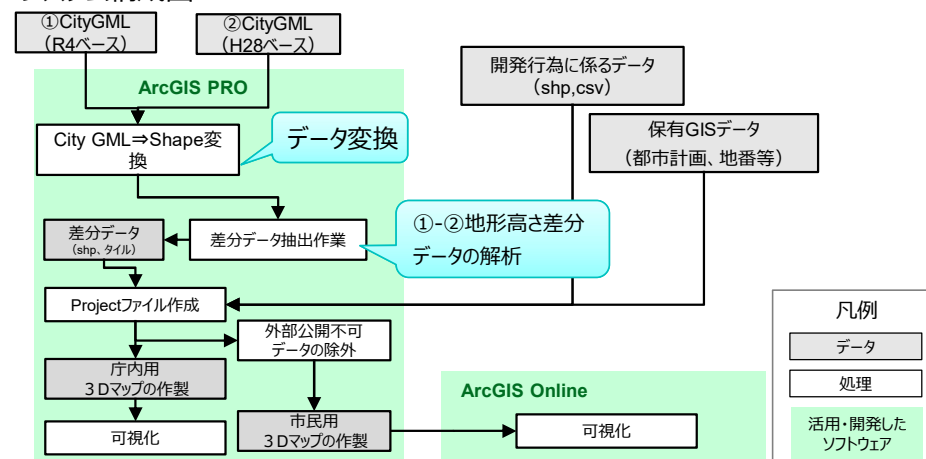 ①CityGML
（R4ベース）
②CityGML
（H28ベース）
開発行為に係るデータ
（shp,csv）
ArcGIS PRO
保有GISデータ
（都市計画、地番等）
City GML⇒Shape変
換
データ変換
①-②地形高さ差分
データの解析
差分データ
（shp、タイル）
差分データ抽出作業
Projectファイル作成
外部公開不可
データの除外
庁内用
３Dマップの作製
可視化
市民用
３Dマップの作製
ArcGIS Online
可視化
凡例
データ
処理
活用・開発した
ソフトウェア